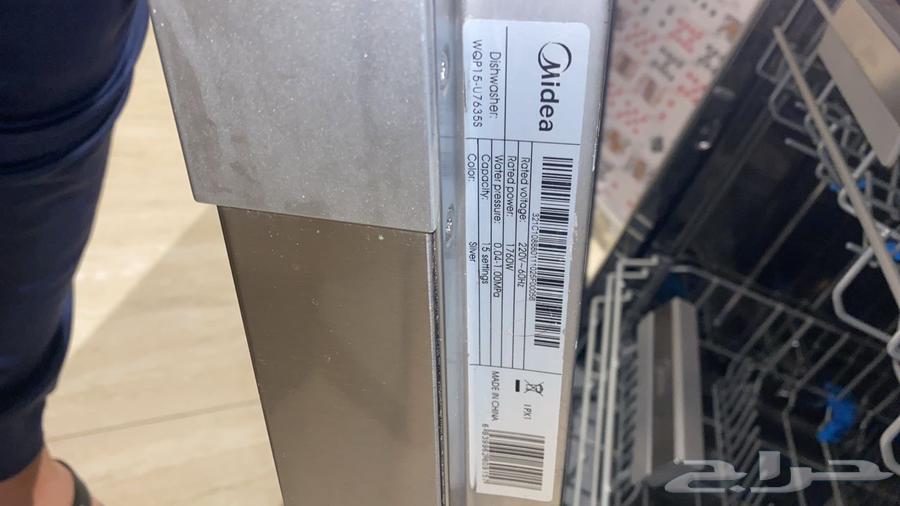 Midea
Dishwasher:
WQP15-U7635S
Rated voltage: 220V~60Hz
Rated power: 1760W
Water pressure: 0.04-1.00MPa
Capacity: 15 settings
Color: Silver
IPX1
MADE IN CHINA
حراج